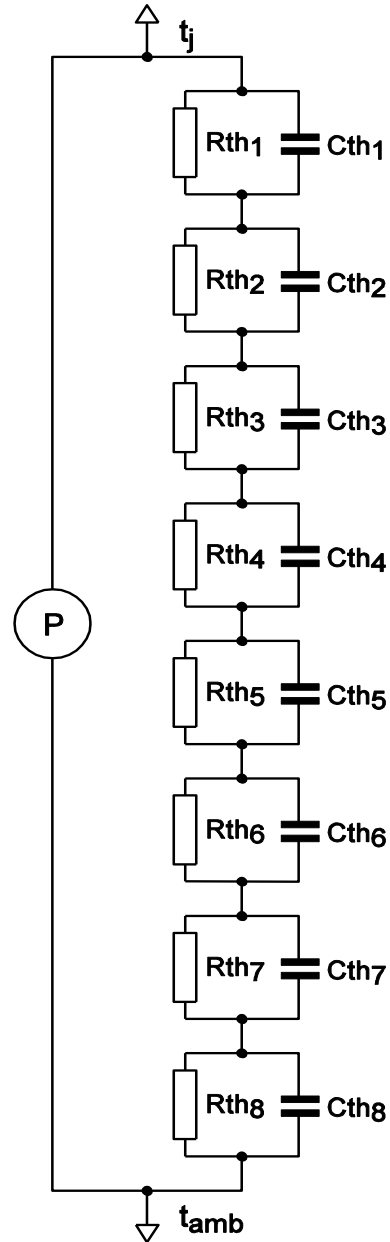 tj
Rth1 Cth1
Rth2 Cth2
Rth3 Cth3
Rth4 Cth4
P
Rth5 Cth5
Rth6 Cth6
Rth7 Cth7
Rth8 Cth8
tamb